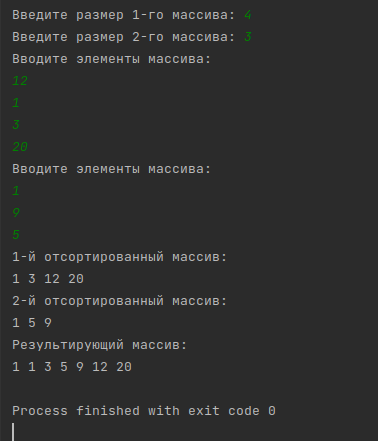 Введите размер 1-го массива: 4
Введите размер 2-го массива: 3
Вводите элементы массива:
12
1
3
20
Вводите элементы массива:
1
9
5
1-й отсортированный массив:
1 3 12 20
2-й отсортированный массив:
1 5 9
Результирующий массив:
1 1 3 5 9 12 20
Process finished with exit code 0